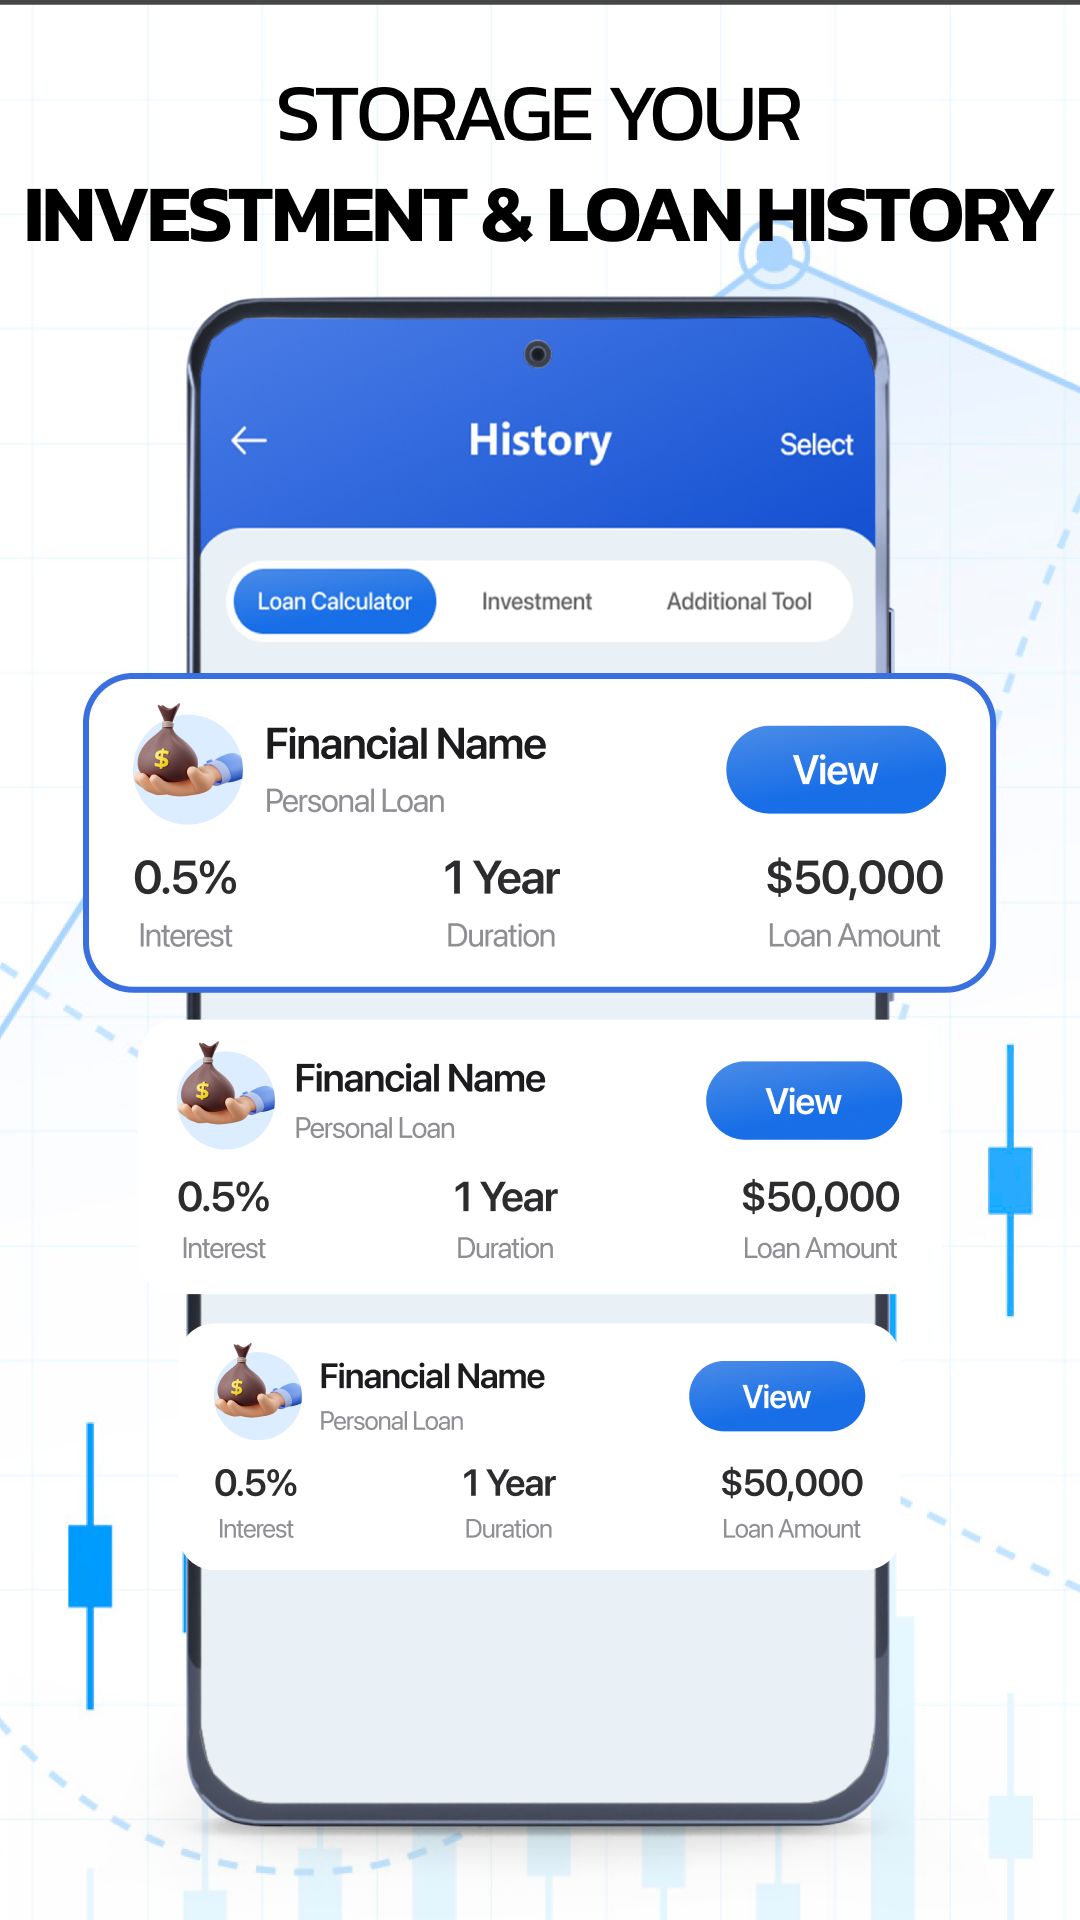 STORAGE YOUR
INVESTMENT & LOAN HISTORY
History
Select
Loan Calculator
Investment
Additional Tool
$
Financial Name
Personal Loan
View
0.5%
1 Year
$50,000
Interest
Duration
Loan Amount
$
Financial Name
Personal Loan
View
0.5%
1 Year
$50,000
Interest
Duration
Loan Amount
$
Financial Name
Personal Loan
View
0.5%
1 Year
$50,000
Interest
Duration
Loan Amount